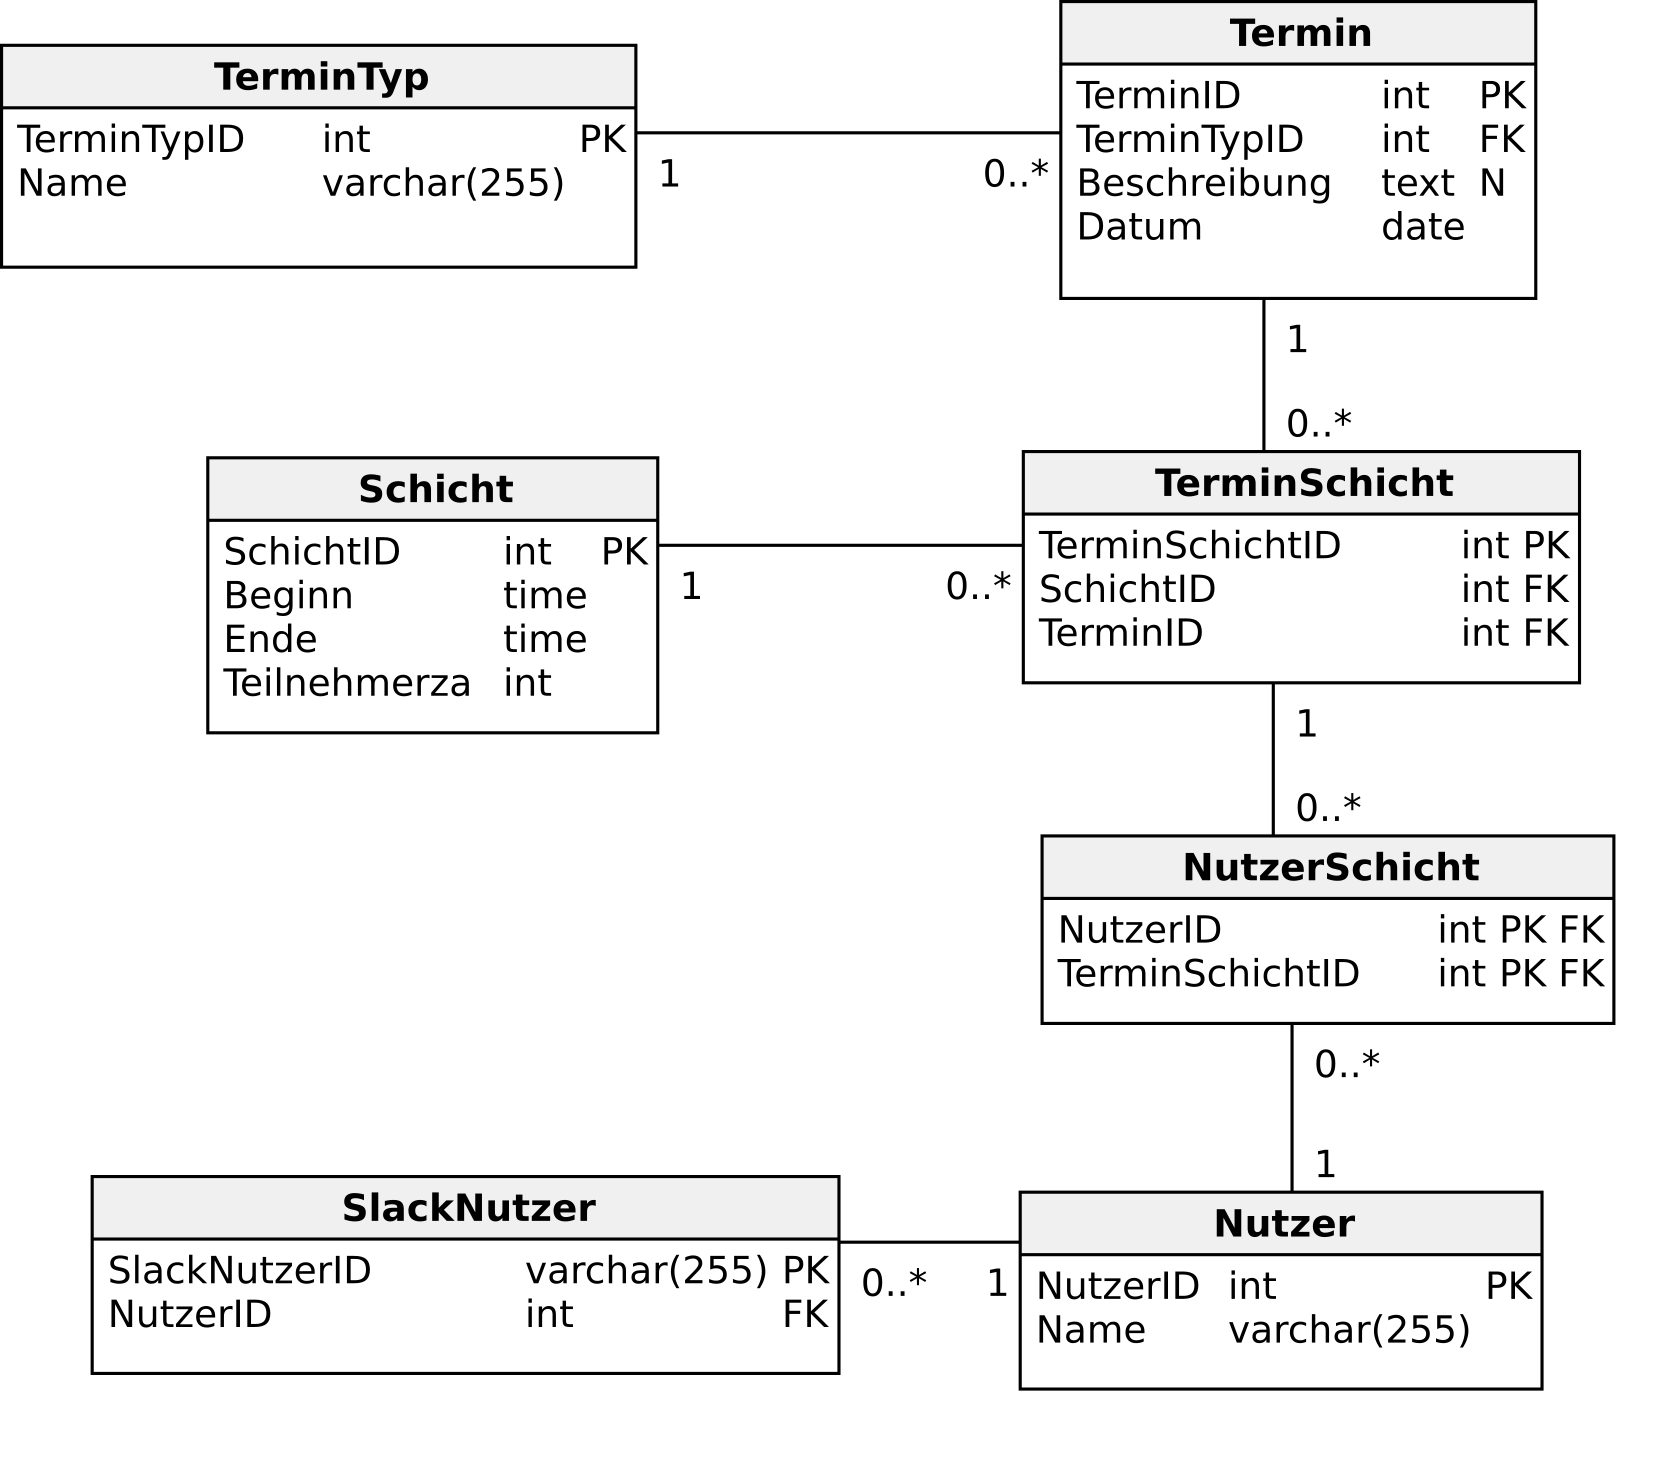 TerminTyp
TerminTypID int PK
Name varchar(255)
1 0..*
Termin
TerminID int PK
TerminTypID int FK
Beschreibung text N
Datum date
1
0..*
Schicht
SchichtID int PK
Beginn time
Ende time
Teilnehmerza int
1 0..*
TerminSchicht
TerminSchichtID int PK
SchichtID int FK
TerminID int FK
1
0..*
NutzerSchicht
NutzerID int PK FK
TerminSchichtID int PK FK
0..*
1
SlackNutzer
SlackNutzerID varchar(255) PK
NutzerID int FK
0..* 1
Nutzer
NutzerID int PK
Name varchar(255)